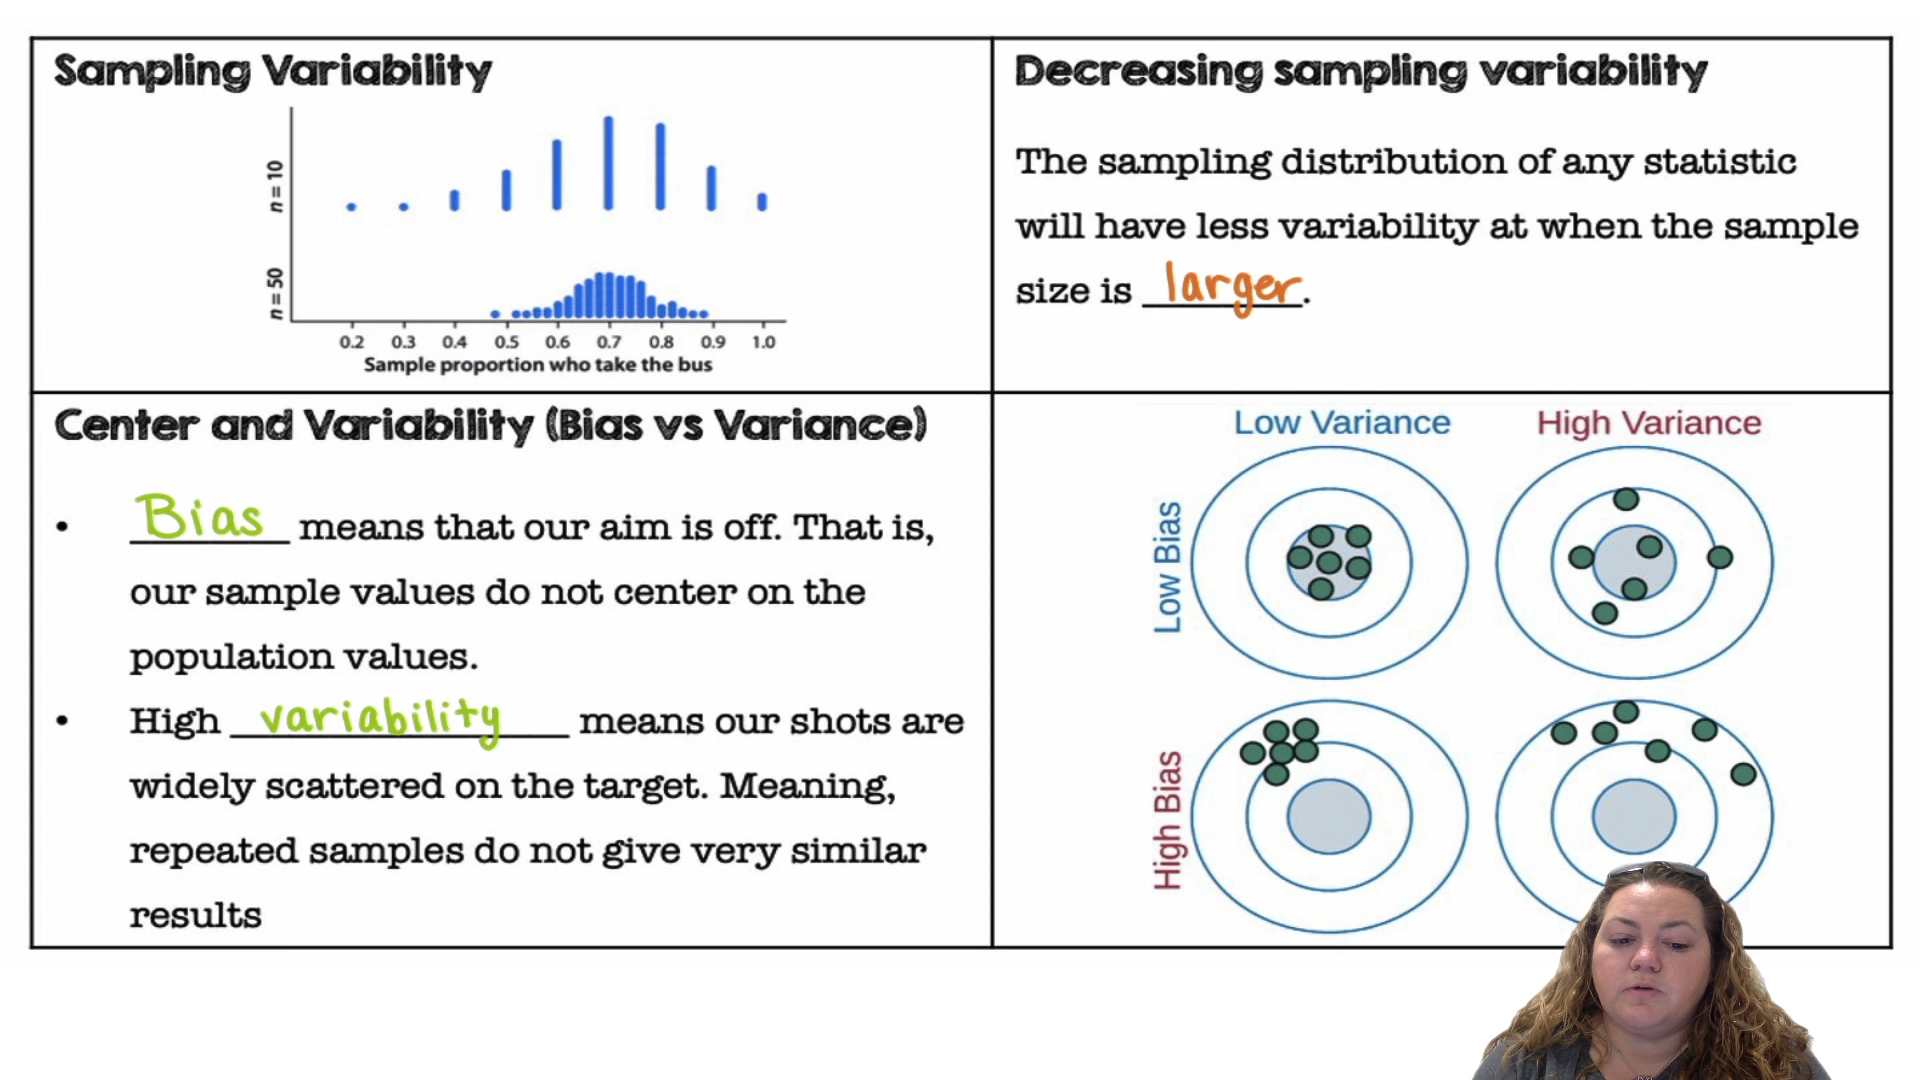 Sampling Variability
n = 10
n = 50
0.2 0.3 0.4 0.5 0.6 0.7 0.8 0.9 1.0
Sample proportion who take the bus
Decreasing sampling variability
The sampling distribution of any statistic
will have less variability at when the sample
size is larger.
Center and Variability (Bias vs Variance)
• Bias means that our aim is off. That is,
our sample values do not center on the
population values.
• High variability means our shots are
widely scattered on the target. Meaning,
repeated samples do not give very similar
results
Low Variance High Variance
Low Bias
High Bias